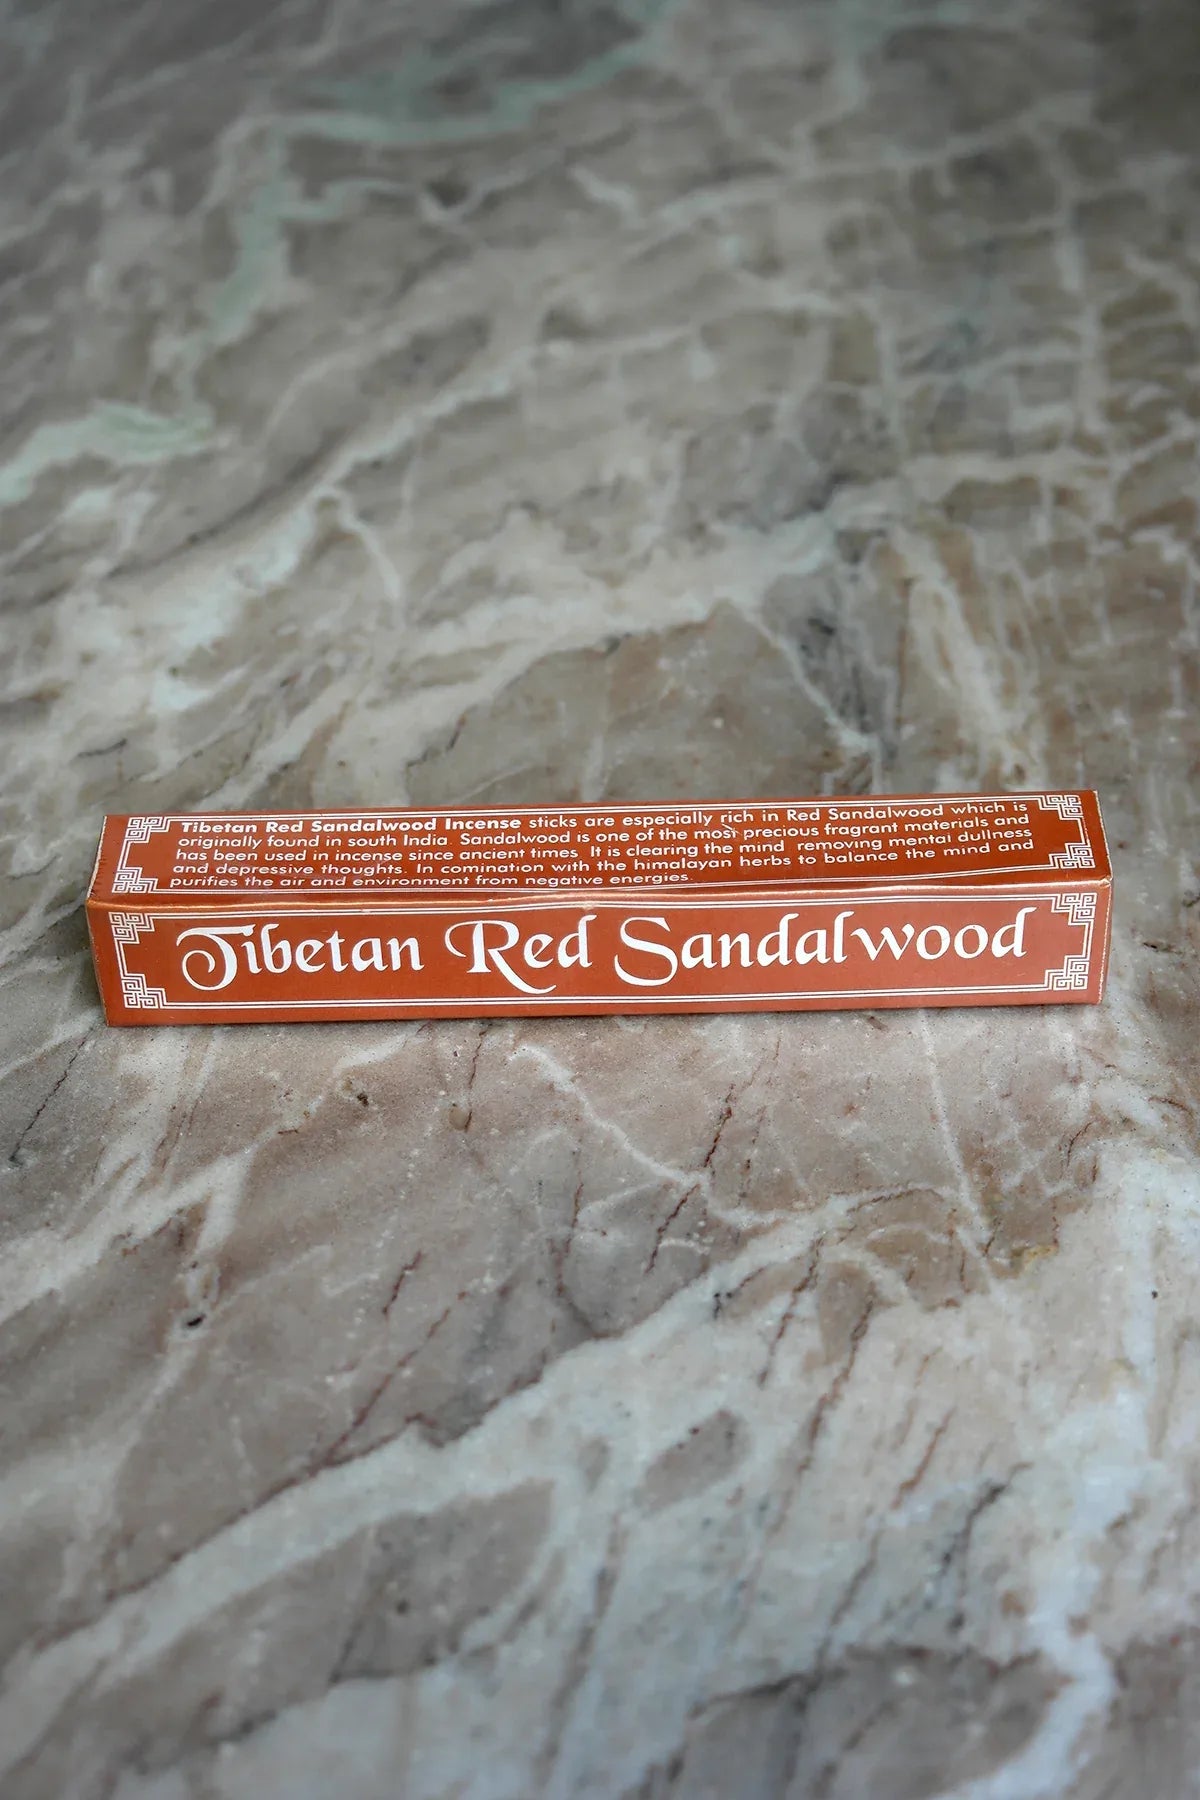 Tibetan Red Sandalwood Incense sticks are especially rich in Red Sandalwood which is
originally found in south India. Sandalwood is one of the most precious fragrant materials and
has been used in incense since ancient times. It is clearing the mind removing mental dullness
and depressive thoughts. In comination with the himalayan herbs to balance the mind and
purifies the air and environment from negative energies.
Tibetan Red Sandalwood